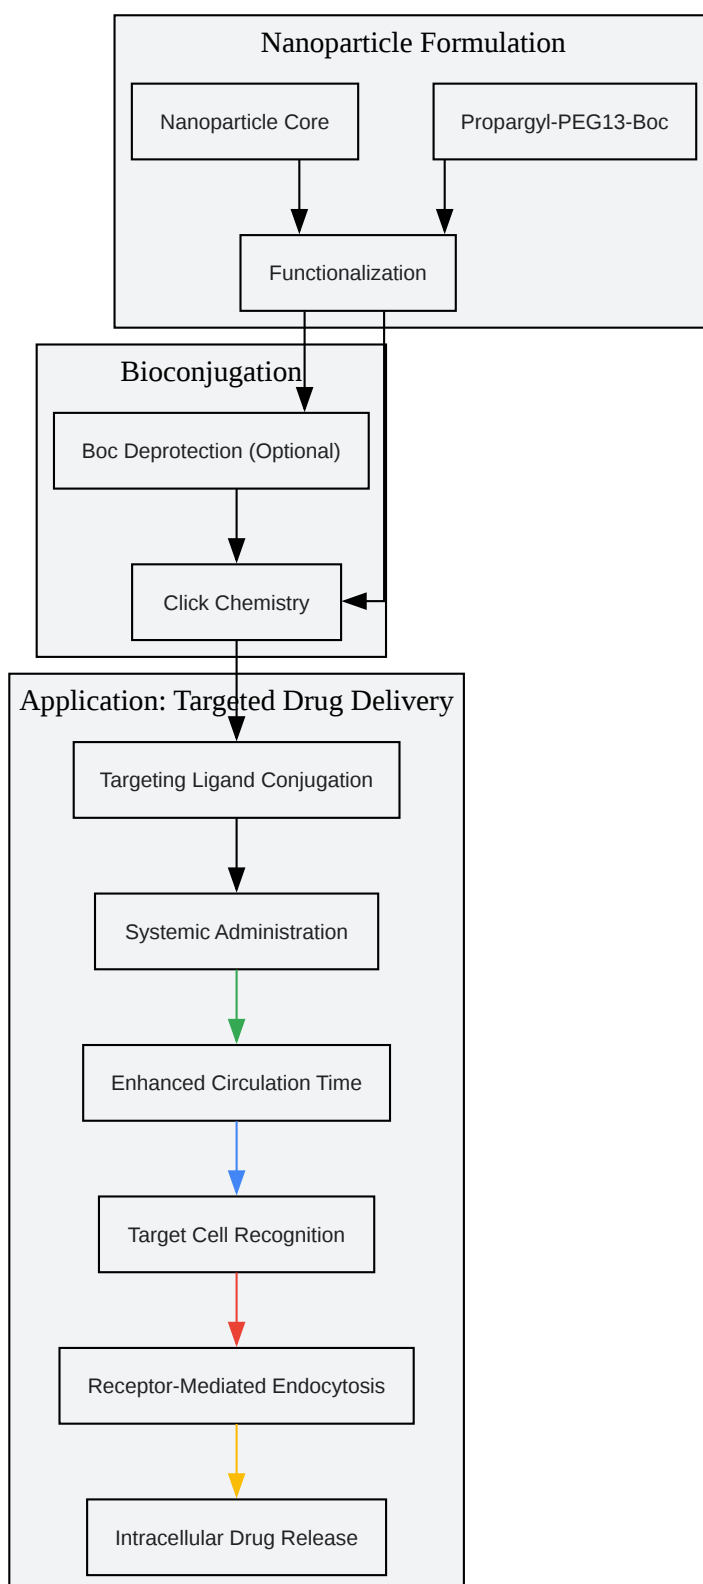 Nanoparticle Formulation
Nanoparticle Core
Propargyl-PEG13-Boc
Functionalization
Bioconjugation
Boc Deprotection (Optional)
Click Chemistry
Application: Targeted Drug Delivery
Targeting Ligand Conjugation
Systemic Administration
Enhanced Circulation Time
Target Cell Recognition
Receptor-Mediated Endocytosis
Intracellular Drug Release